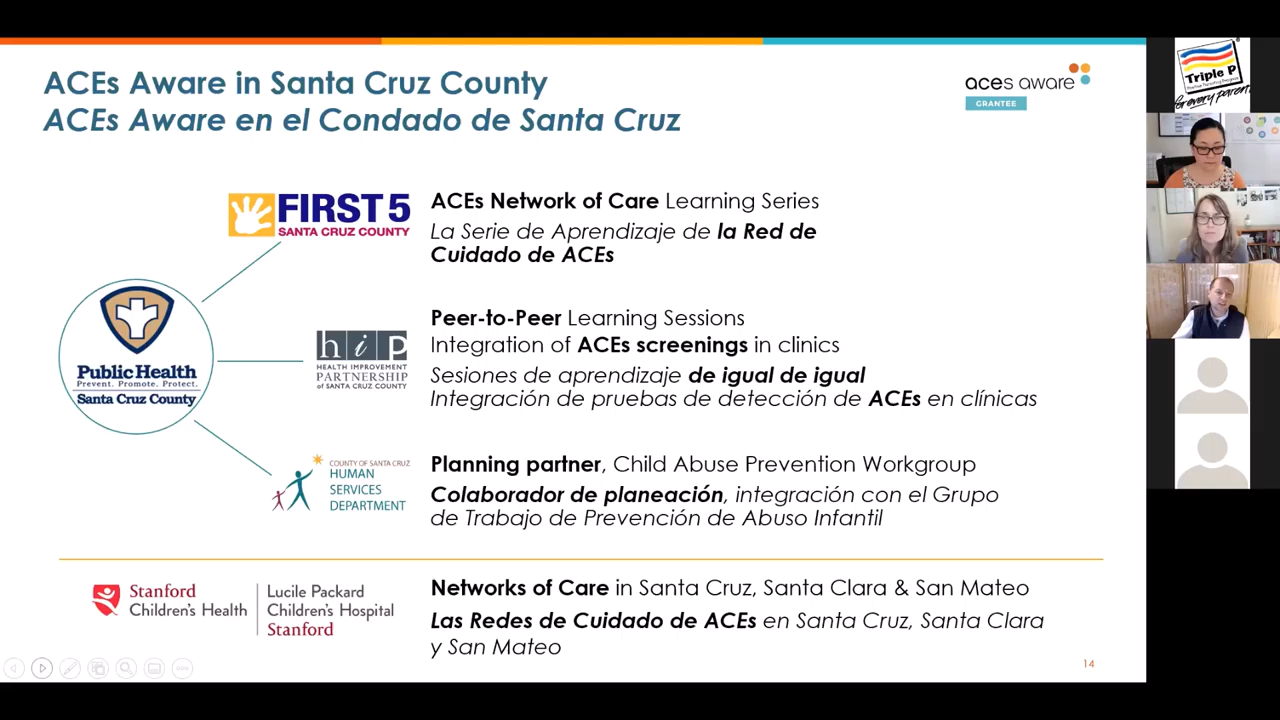 ACEs Aware in Santa Cruz County
ACEs Aware en el Condado de Santa Cruz
aces aware
GRANTEE
FIRST 5
SANTA CRUZ COUNTY
ACEs Network of Care Learning Series
La Serie de Aprendizaje de la Red de
Cuidado de ACEs
Public Health
Prevent. Promote. Protect.
Santa Cruz County
hip
HEALTH IMPROVEMENT
PARTNERSHIP
of SANTA CRUZ COUNTY
Peer-to-Peer Learning Sessions
Integration of ACEs screenings in clinics
Sesiones de aprendizaje de igual de igual
Integración de pruebas de detección de ACEs en clínicas
COUNTY OF SANTA CRUZ
HUMAN
SERVICES
DEPARTMENT
Planning partner, Child Abuse Prevention Workgroup
Colaborador de planeación, integración con el Grupo
de Trabajo de Prevención de Abuso Infantil
Stanford
Children's Health
Lucile Packard
Children's Hospital
Stanford
Networks of Care in Santa Cruz, Santa Clara & San Mateo
Las Redes de Cuidado de ACEs en Santa Cruz, Santa Clara
y San Mateo
14
Triple P
Positive Parenting Program
for every parent